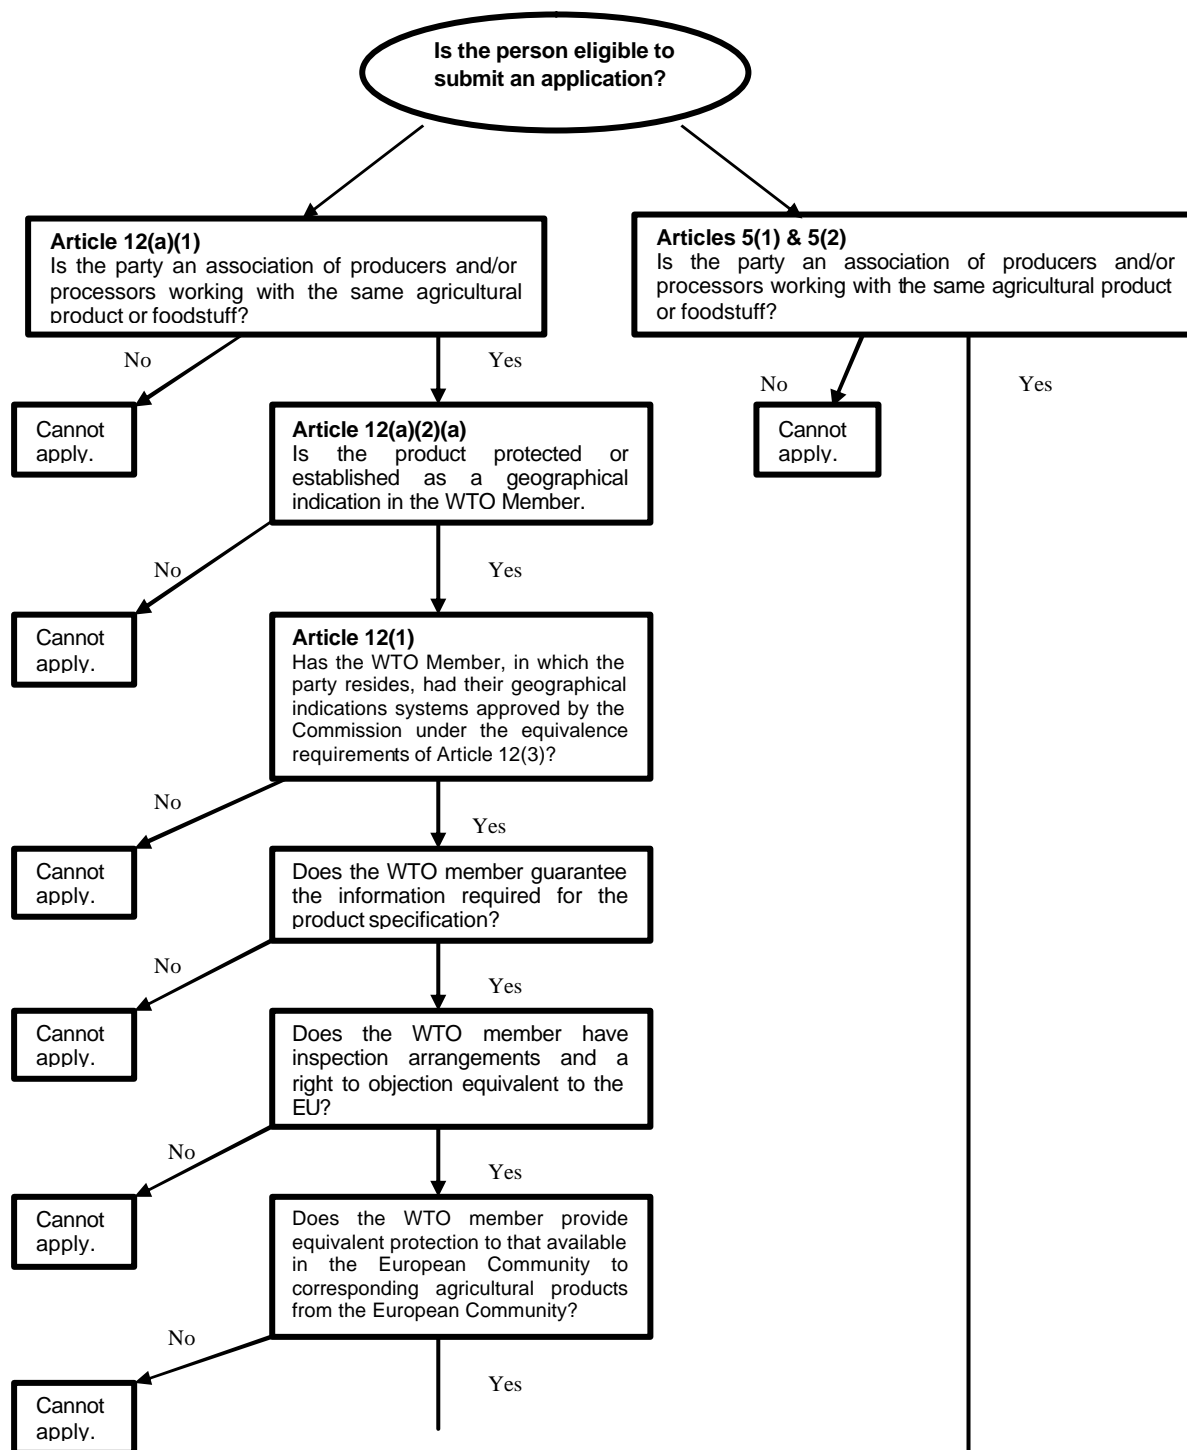 Is the person eligible to
submit an application?
Article 12(a)(1)
Is the party an association of producers and/or
processors working with the same agricultural
product or foodstuff?
Articles 5(1) & 5(2)
Is the party an association of producers and/or
processors working with the same agricultural product
or foodstuff?
No
Yes
No
Yes
Cannot
apply.
Article 12(a)(2)(a)
Is the product protected or
established as a geographical
indication in the WTO Member.
Cannot
apply.
No
Yes
Cannot
apply.
Article 12(1)
Has the WTO Member, in which the
party resides, had their geographical
indications systems approved by the
Commission under the equivalence
requirements of Article 12(3)?
No
Yes
Cannot
apply.
Does the WTO member guarantee
the information required for the
product specification?
No
Yes
Cannot
apply.
Does the WTO member have
inspection arrangements and a
right to objection equivalent to the
EU?
No
Yes
Cannot
apply.
Does the WTO member provide
equivalent protection to that available
in the European Community to
corresponding agricultural products
from the European Community?
No
Yes
Cannot
apply.